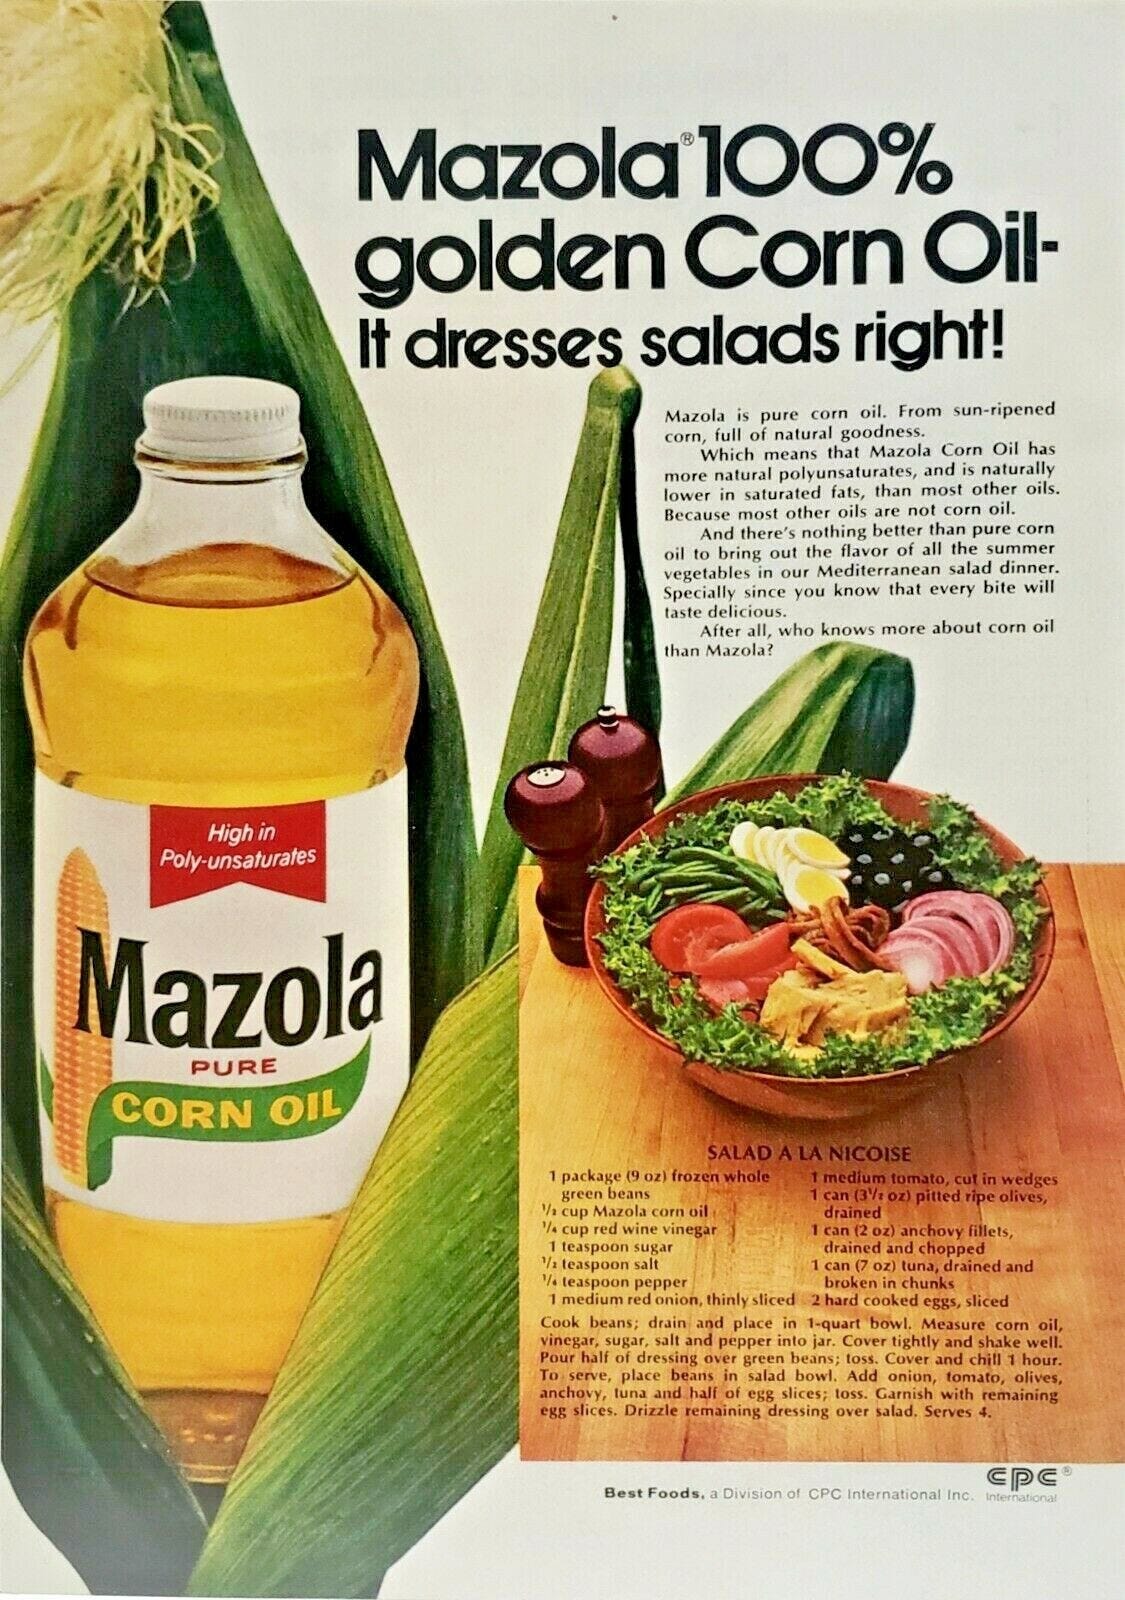 Mazola® 100%
golden Corn Oil-
It dresses salads right!
Mazola is pure corn oil. From sun-ripened
corn, full of natural goodness.
Which means that Mazola Corn Oil has
more natural polyunsaturates, and is naturally
lower in saturated fats, than most other oils.
Because most other oils are not corn oil.
And there's nothing better than pure corn
oil to bring out the flavor of all the summer
vegetables in our Mediterranean salad dinner.
Specially since you know that every bite will
taste delicious.
After all, who knows more about corn oil
than Mazola?
High in
Poly-unsaturates
Mazola
PURE
CORN OIL
SALAD A LA NICOISE
1 package (9 oz) frozen whole
green beans
1/2 cup Mazola corn oil
1/4 cup red wine vinegar
1 teaspoon sugar
1/2 teaspoon salt
1/4 teaspoon pepper
1 medium red onion, thinly sliced
1 medium tomato, cut in wedges
1 can (3 1/2 oz) pitted ripe olives,
drained
1 can (2 oz) anchovy fillets,
drained and chopped
1 can (7 oz) tuna, drained and
broken in chunks
2 hard cooked eggs, sliced
Cook beans; drain and place in 1-quart bowl. Measure corn oil,
vinegar, sugar, salt and pepper into jar. Cover tightly and shake well.
Pour half of dressing over green beans; toss. Cover and chill 1 hour.
To serve, place beans in salad bowl. Add onion, tomato, olives,
anchovy, tuna and half of egg slices; toss. Garnish with remaining
egg slices. Drizzle remaining dressing over salad. Serves 4.
Best Foods, a Division of CPC International Inc.
cpc®
International